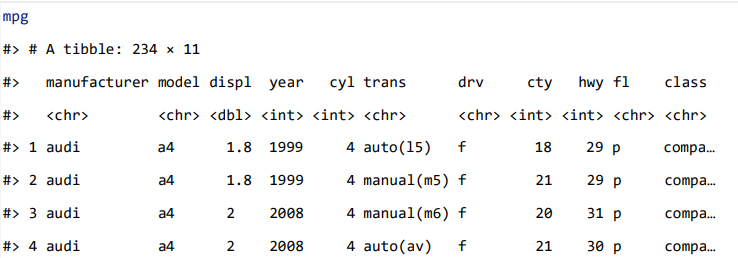 mpg
#> # A tibble: 234 × 11
#> manufacturer model displ year cyl trans drv cty hwy fl class
#> <chr> <chr> <dbl> <int> <int> <chr> <chr> <int> <int> <chr> <chr>
#> 1 audi a4 1.8 1999 4 auto(l5) f 18 29 p compa…
#> 2 audi a4 1.8 1999 4 manual(m5) f 21 29 p compa…
#> 3 audi a4 2 2008 4 manual(m6) f 20 31 p compa…
#> 4 audi a4 2 2008 4 auto(av) f 21 30 p compa…